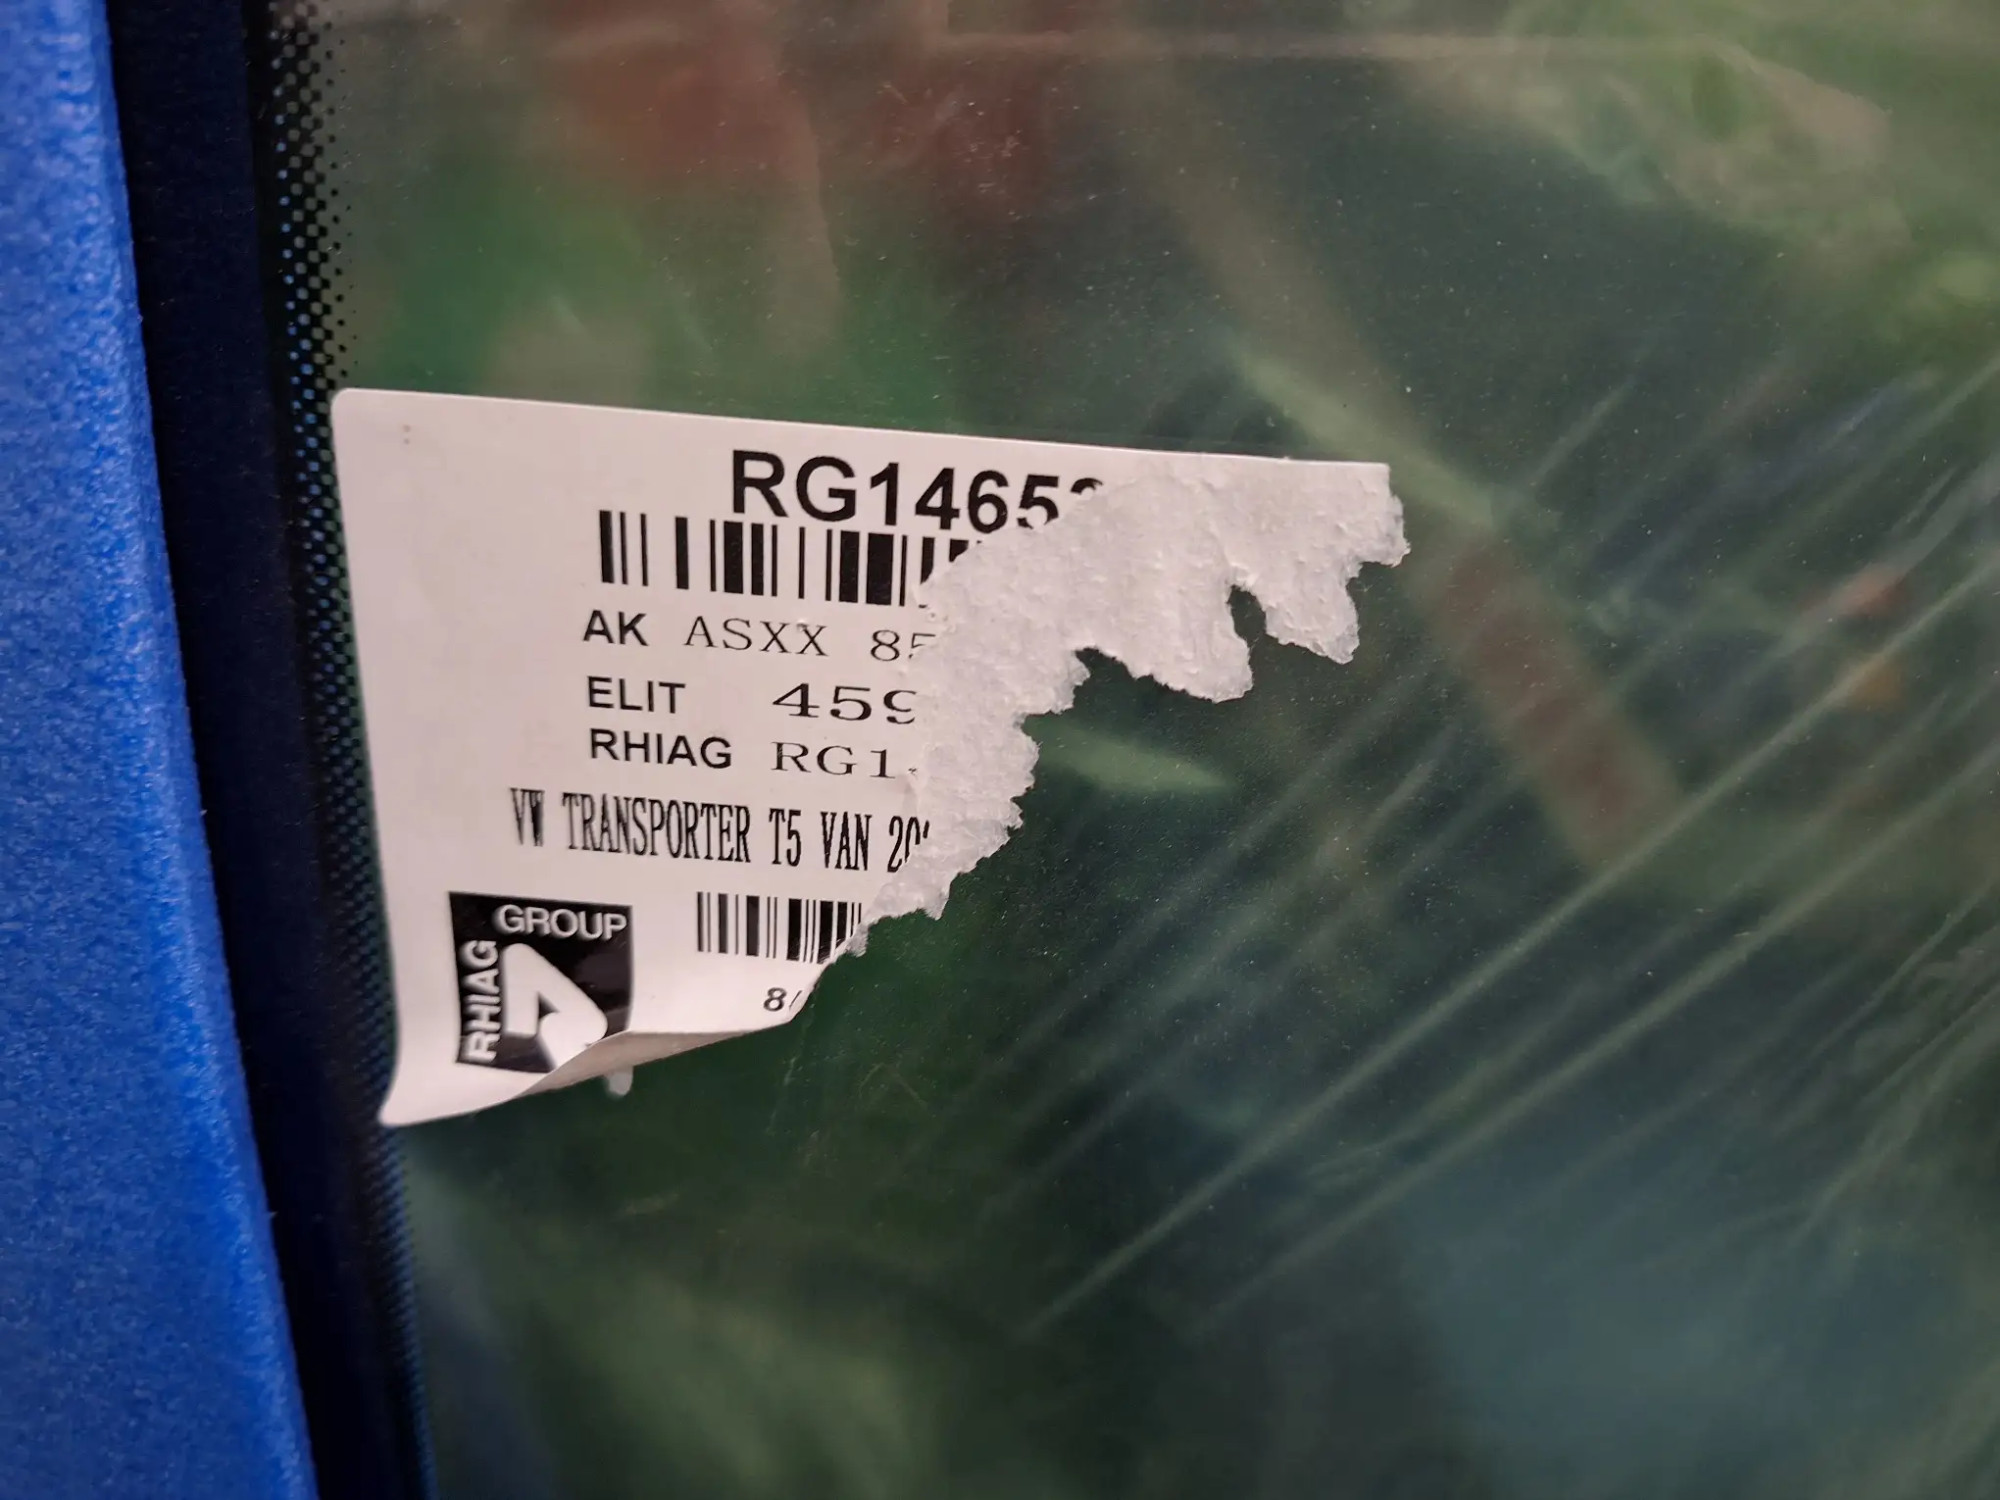 RG1465
AK ASXX 85
ELIT 459
RHIAG RG1
VW TRANSPORTER T5 VAN 20
GROUP
RHIAG
8/